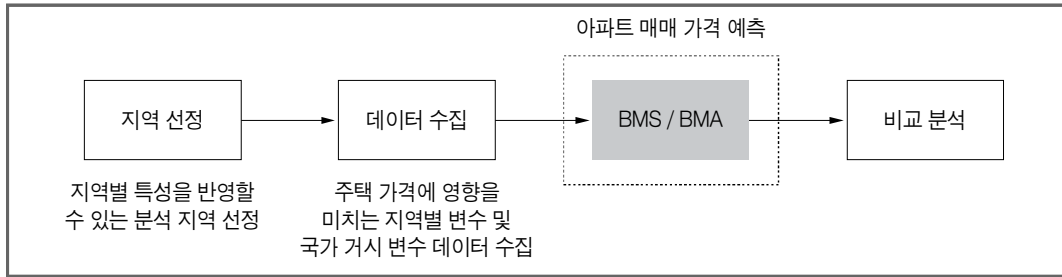 아파트 매매 가격 예측
지역 선정
데이터 수집
BMS / BMA
비교 분석
지역별 특성을 반영할
수 있는 분석 지역 선정
주택 가격에 영향을
미치는 지역별 변수 및
국가 거시 변수 데이터 수집